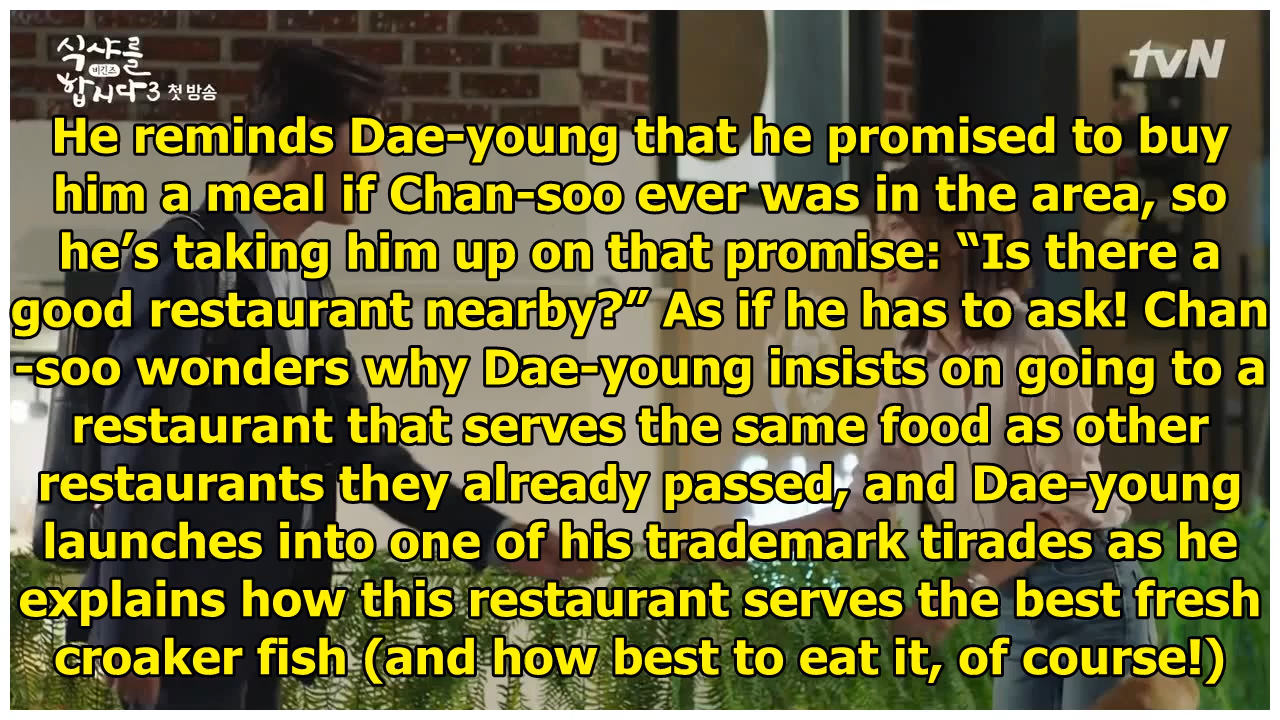 식샤를
비긴즈
합시다3 첫 방송
tvN
He reminds Dae-young that he promised to buy
him a meal if Chan-soo ever was in the area, so
he’s taking him up on that promise: “Is there a
good restaurant nearby?” As if he has to ask! Chan
-soo wonders why Dae-young insists on going to a
restaurant that serves the same food as other
restaurants they already passed, and Dae-young
launches into one of his trademark tirades as he
explains how this restaurant serves the best fresh
croaker fish (and how best to eat it, of course!)